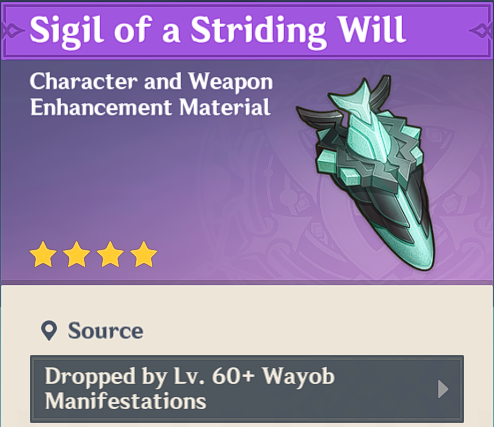 Sigil of a Striding Will
Character and Weapon
Enhancement Material
Source
Dropped by Lv. 60+ Wayob
Manifestations